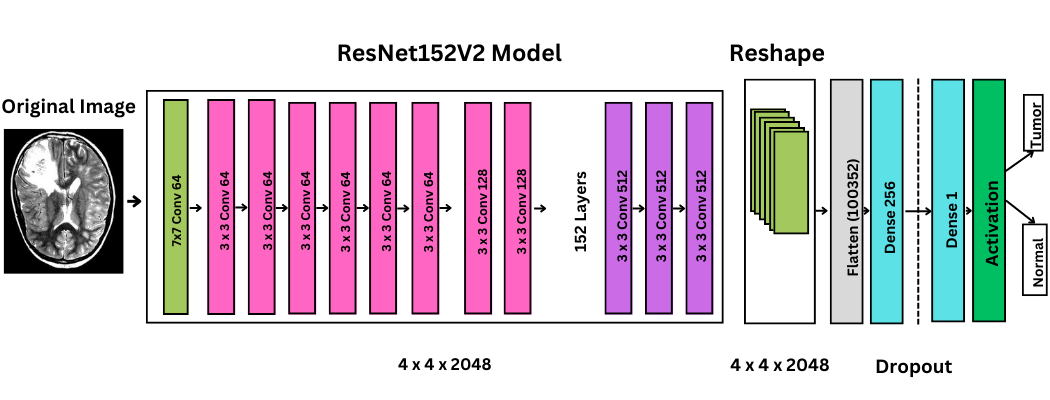 ResNet152V2 Model
Reshape
Original Image
7x7 Conv 64
3 x 3 Conv 64
3 x 3 Conv 64
3 x 3 Conv 64
3 x 3 Conv 64
3 x 3 Conv 64
3 x 3 Conv 64
3 x 3 Conv 128
3 x 3 Conv 128
152 Layers
3 x 3 Conv 512
3 x 3 Conv 512
3 x 3 Conv 512
Flatten (100352)
Dense 256
Dense 1
Activation
Tumor
Normal
4 x 4 x 2048
4 x 4 x 2048
Dropout